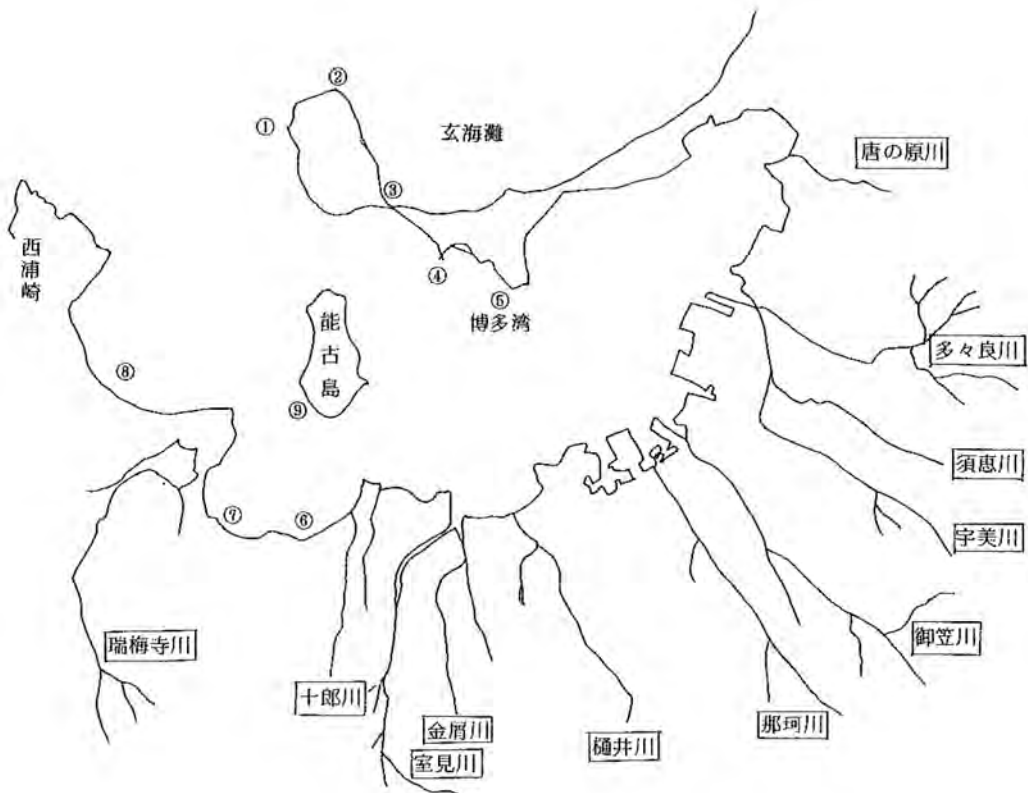 ②
①
玄海灘
唐の原川
③
西浦崎
④
⑤
博多湾
能古島
多々良川
⑧
⑨
須恵川
⑦
⑥
宇美川
御笠川
瑞梅寺川
十郎川
金屑川
那珂川
樋井川
室見川